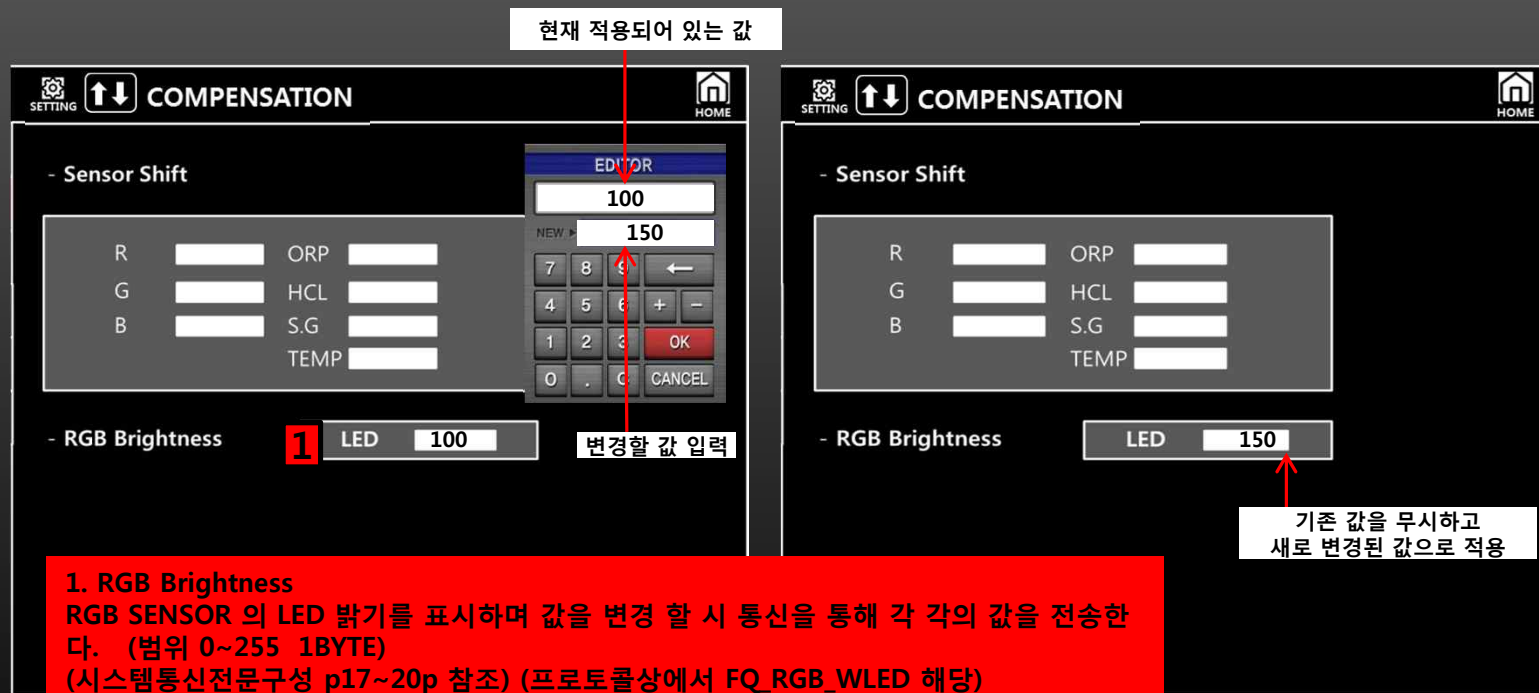 현재 적용되어 있는 값
SETTING COMPENSATION HOME
- Sensor Shift
R ORP
G HCL
B S.G
TEMP
EDITOR
100
NEW ▶ 150
7 8 9 ←
4 5 6 + -
1 2 3 OK
0 . C CANCEL
- RGB Brightness 1 LED 100
변경할 값 입력
SETTING COMPENSATION HOME
- Sensor Shift
R ORP
G HCL
B S.G
TEMP
- RGB Brightness LED 150
기존 값을 무시하고
새로 변경된 값으로 적용
1. RGB Brightness
RGB SENSOR 의 LED 밝기를 표시하며 값을 변경 할 시 통신을 통해 각 각의 값을 전송한
다. (범위 0~255 1BYTE)
(시스템통신전문구성 p17~20p 참조) (프로토콜상에서 FQ_RGB_WLED 해당)